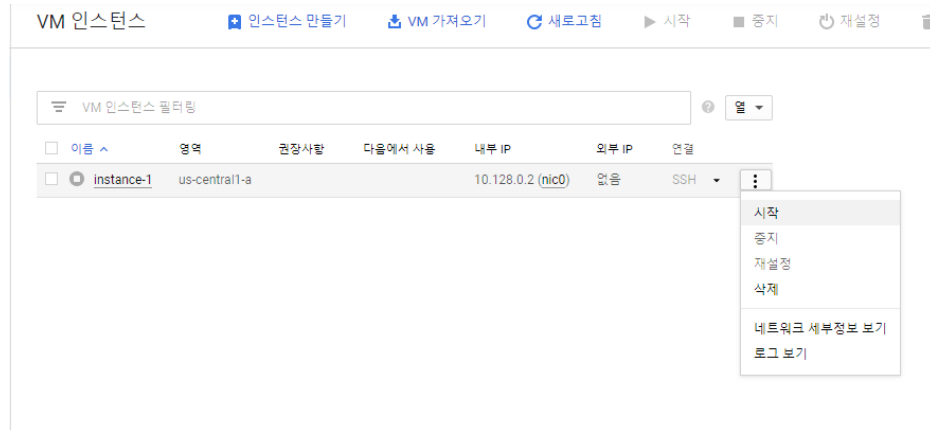 VM 인스턴스 인스턴스 만들기 VM 가져오기 새로고침 시작 중지 재설정
VM 인스턴스 필터링 열
이름 영역 권장사항 다음에서 사용 내부 IP 외부 IP 연결
instance-1 us-central1-a 10.128.0.2 (nic0) 없음 SSH
시작
중지
재설정
삭제
네트워크 세부정보 보기
로그 보기